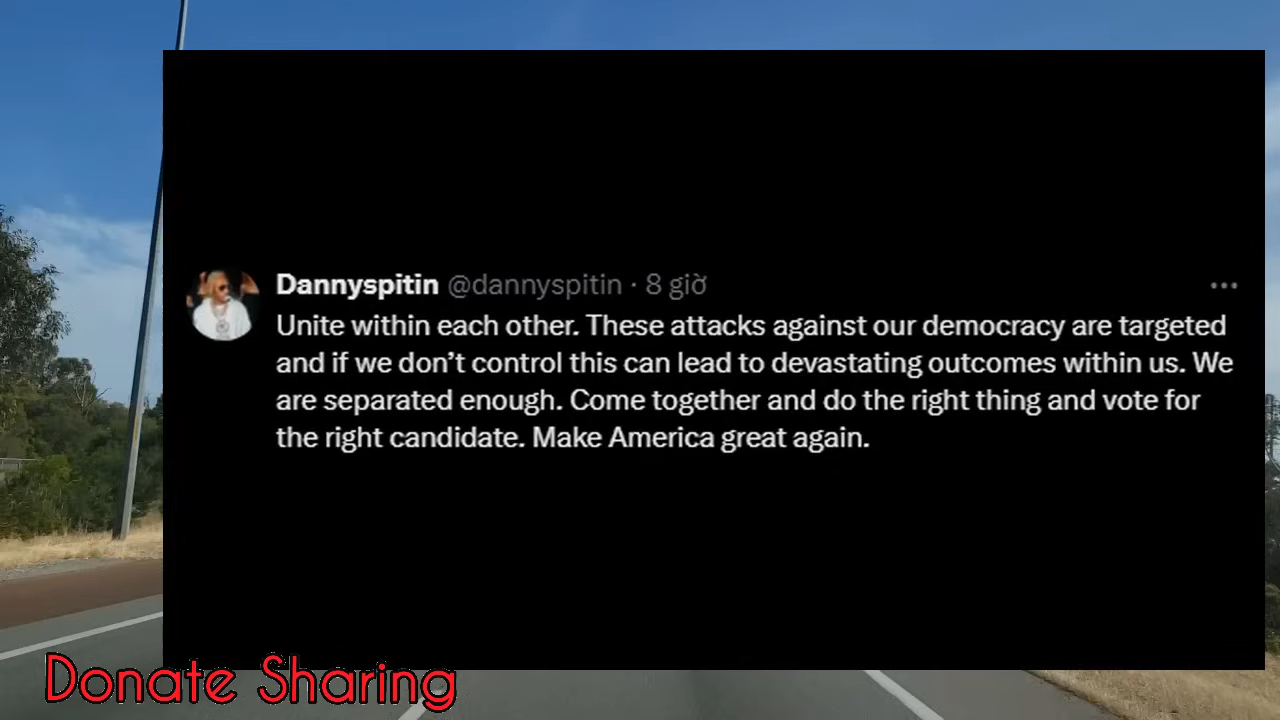 Dannyspitin @dannyspitin · 8 giờ
Unite within each other. These attacks against our democracy are targeted
and if we don’t control this can lead to devastating outcomes within us. We
are separated enough. Come together and do the right thing and vote for
the right candidate. Make America great again.
Donate Sharing